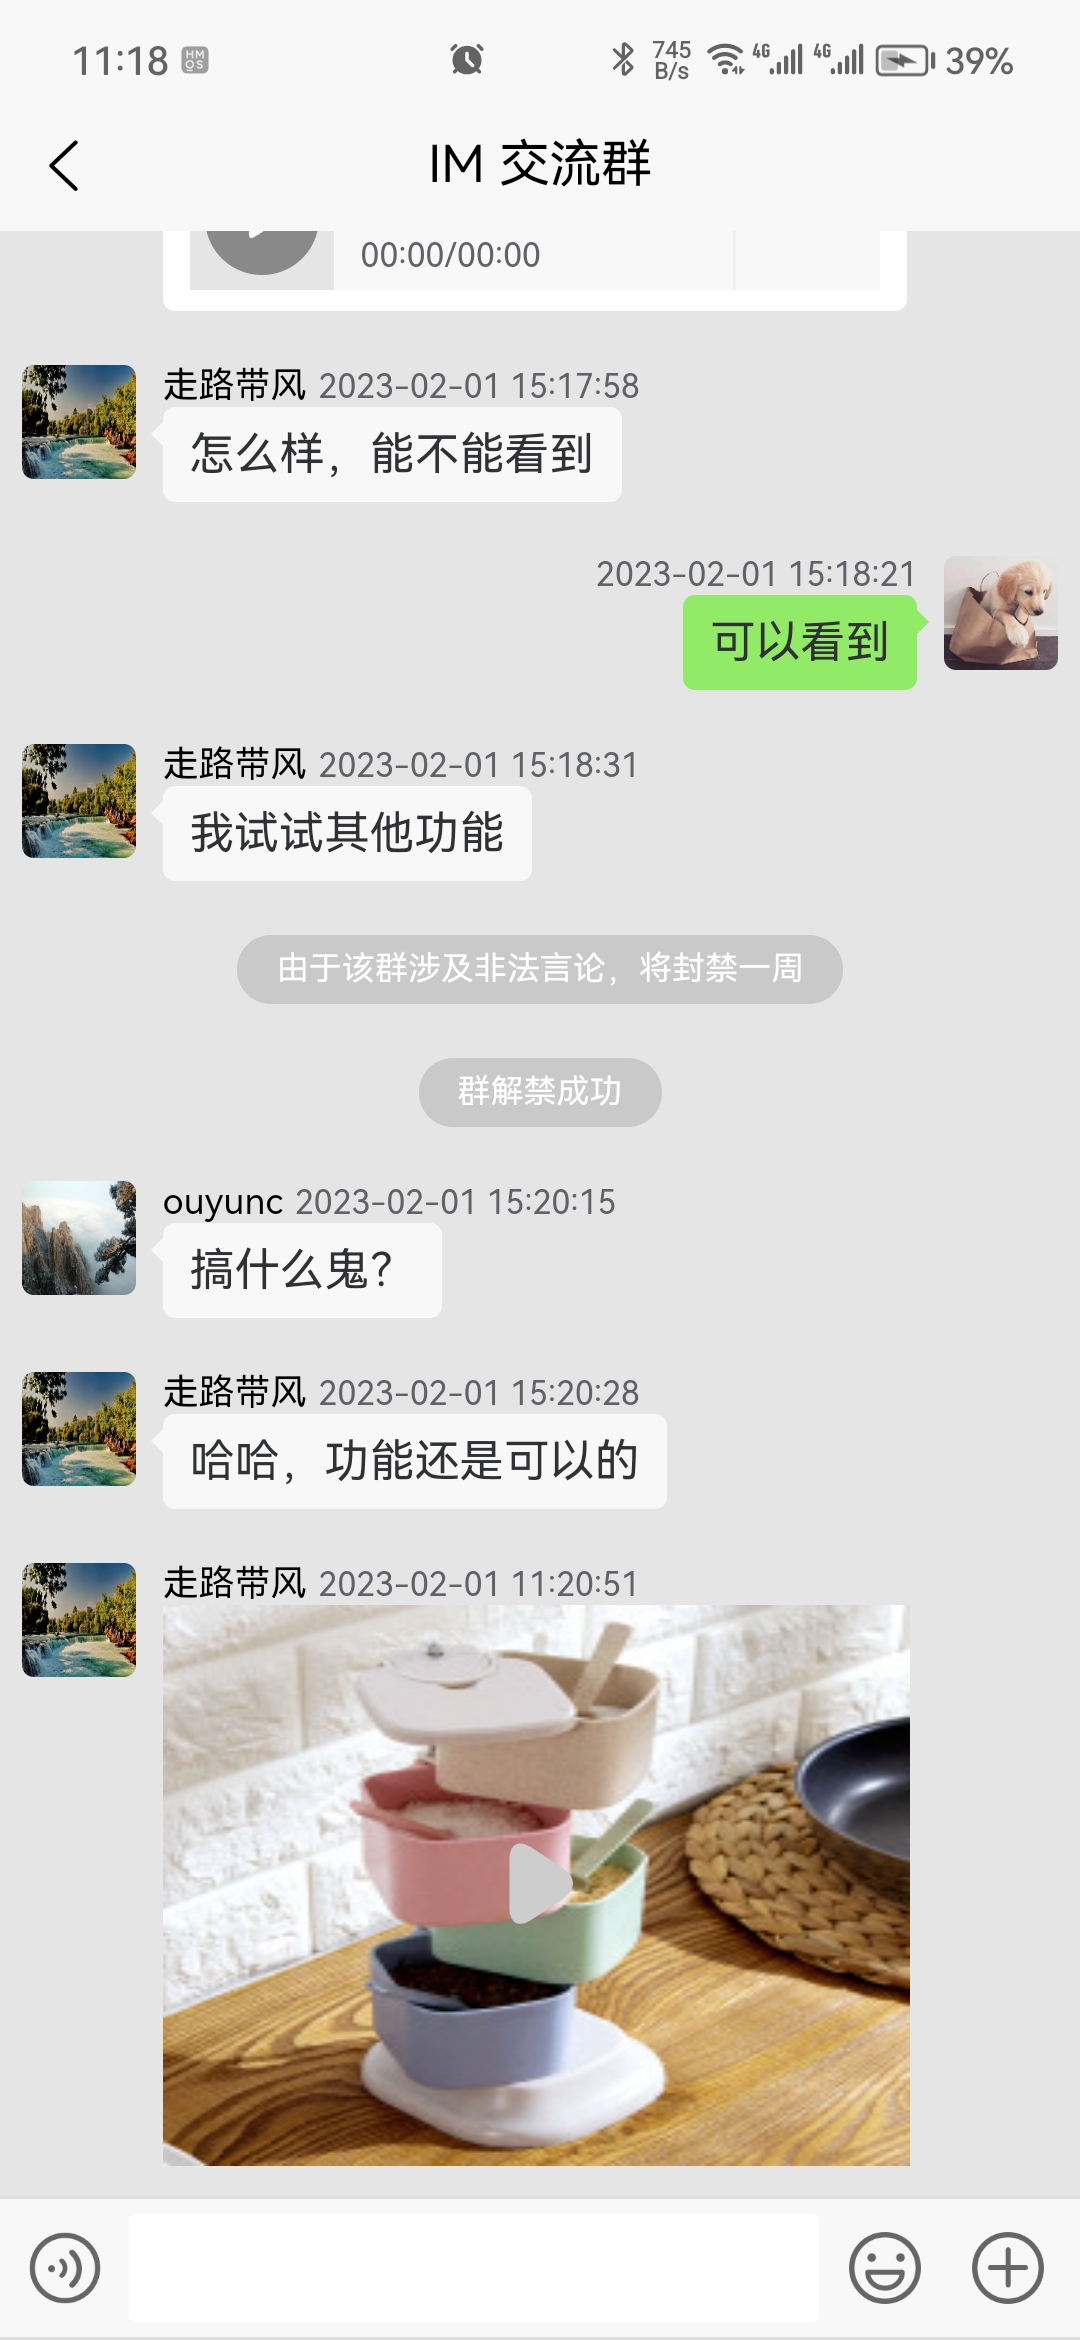 11:18 HM OS 745 B/s 4G 4G 39%
IM 交流群
00:00/00:00
走路带风 2023-02-01 15:17:58
怎么样，能不能看到
2023-02-01 15:18:21
可以看到
走路带风 2023-02-01 15:18:31
我试试其他功能
由于该群涉及非法言论，将封禁一周
群解禁成功
ouyunc 2023-02-01 15:20:15
搞什么鬼？
走路带风 2023-02-01 15:20:28
哈哈，功能还是可以的
走路带风 2023-02-01 11:20:51